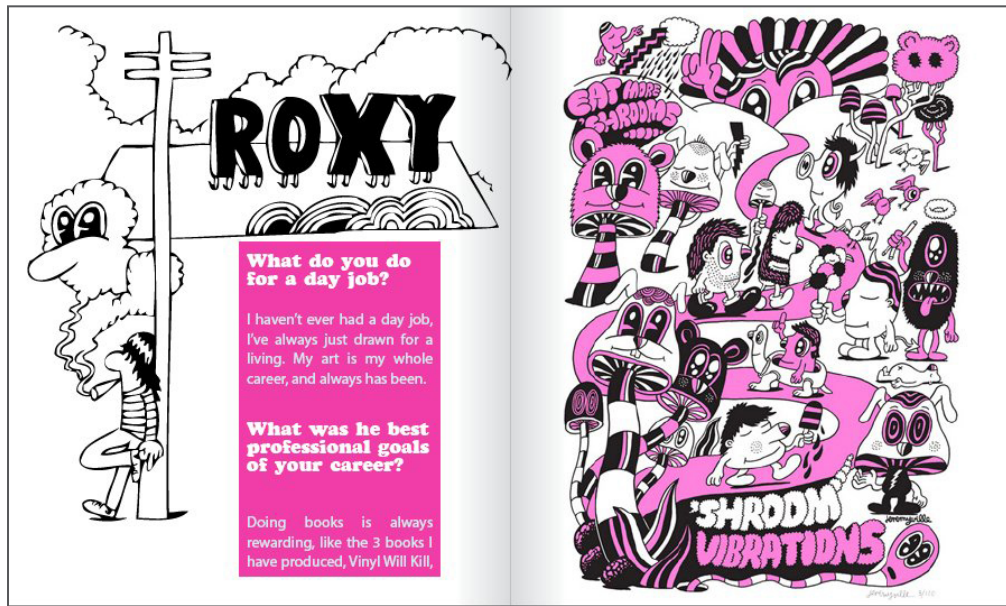 ROXY
What do you do
for a day job?
I haven't ever had a day job,
I've always just drawn for a
living. My art is my whole
career, and always has been.
What was he best
professional goals
of your career?
Doing books is always
rewarding, like the 3 books I
have produced, Vinyl Will Kill,
EAT MORE
'SHROOMS
'SHROOM
VIBRATIONS
jeremyville
jeremyville